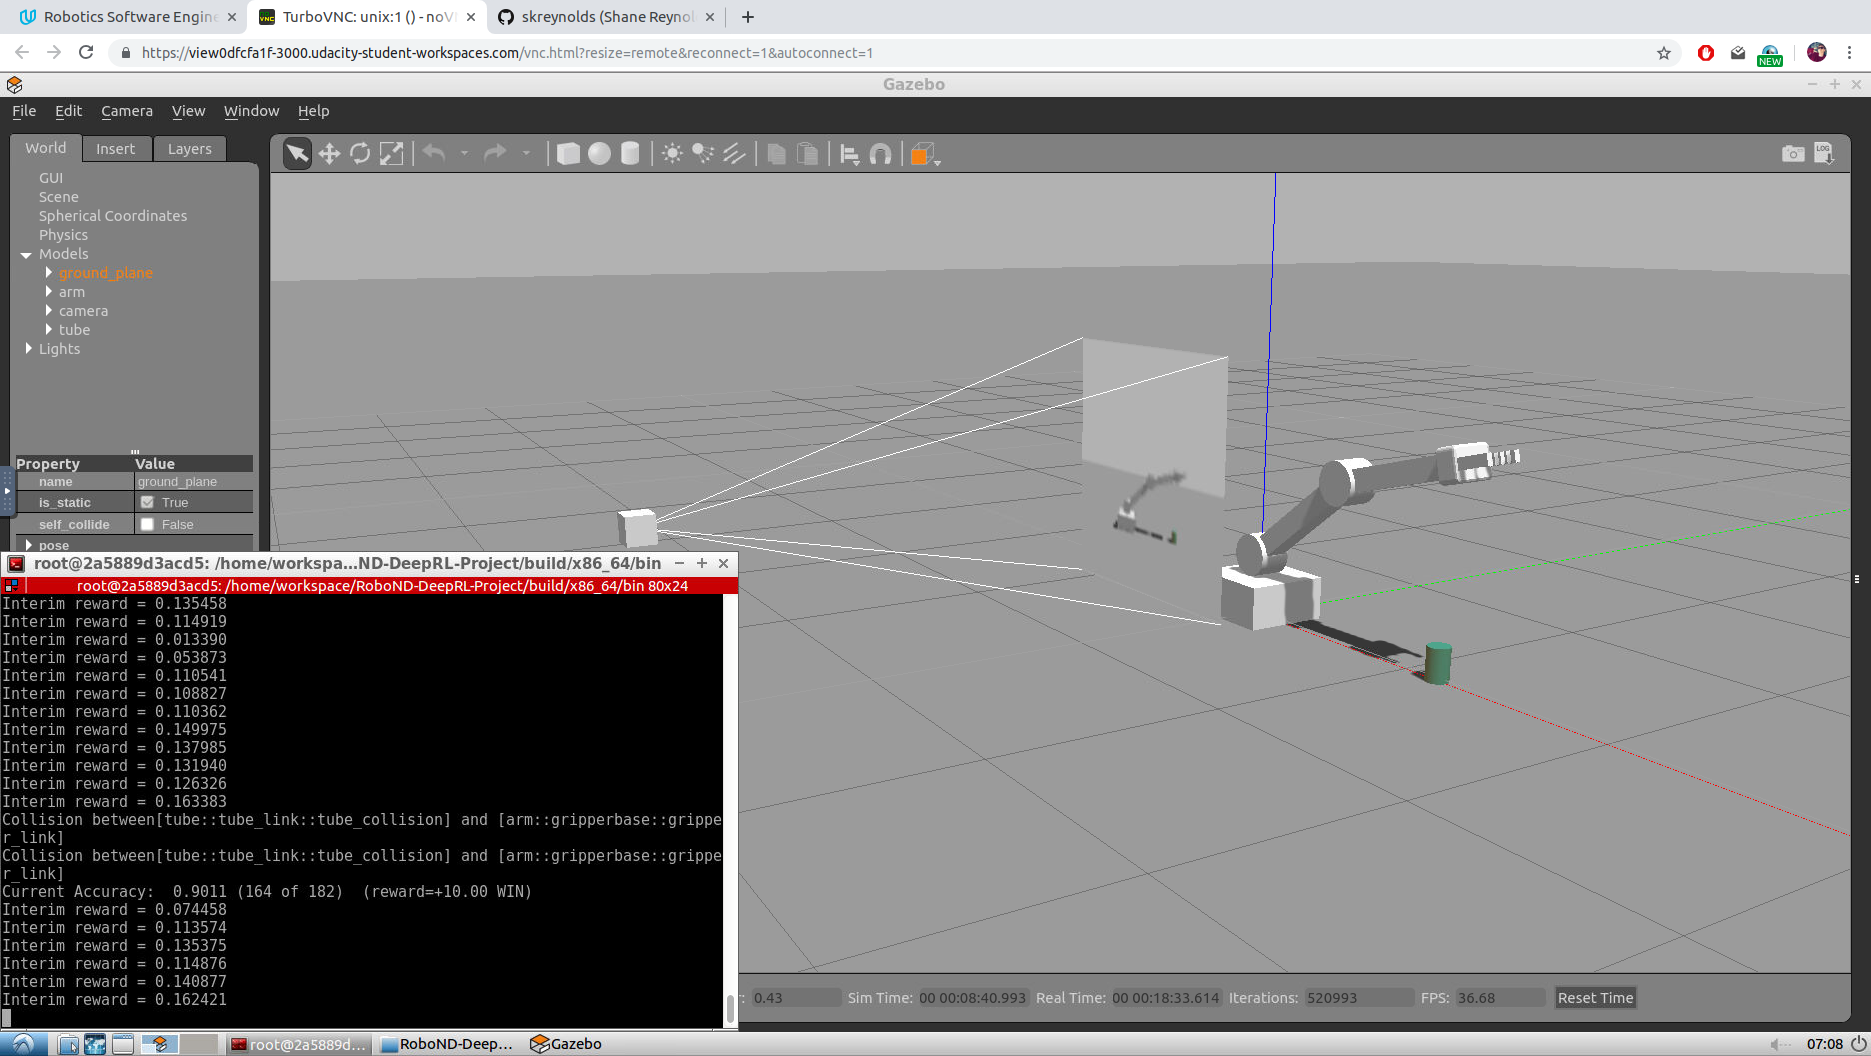 Robotics Software Engine
TurboVNC: unix:1 () - noV
skreynolds (Shane Reynol
https://view0dfcfa1f-3000.udacity-student-workspaces.com/vnc.html?resize=remote&reconnect=1&autoconnect=1
NEW
Gazebo
File Edit Camera View Window Help
World Insert Layers
LOG
GUI
Scene
Spherical Coordinates
Physics
Models
ground_plane
arm
camera
tube
Lights
Property Value
name ground_plane
is_static True
self_collide False
pose
root@2a5889d3acd5: /home/workspa...ND-DeepRL-Project/build/x86_64/bin
root@2a5889d3acd5: /home/workspace/RoboND-DeepRL-Project/build/x86_64/bin 80x24
Interim reward = 0.135458
Interim reward = 0.114919
Interim reward = 0.013390
Interim reward = 0.053873
Interim reward = 0.110541
Interim reward = 0.108827
Interim reward = 0.110362
Interim reward = 0.149975
Interim reward = 0.137985
Interim reward = 0.131940
Interim reward = 0.126326
Interim reward = 0.163383
Collision between[tube::tube_link::tube_collision] and [arm::gripperbase::grippe
r_link]
Collision between[tube::tube_link::tube_collision] and [arm::gripperbase::grippe
r_link]
Current Accuracy:  0.9011 (164 of 182)  (reward=+10.00 WIN)
Interim reward = 0.074458
Interim reward = 0.113574
Interim reward = 0.135375
Interim reward = 0.114876
Interim reward = 0.140877
Interim reward = 0.162421
r: 0.43 Sim Time: 00 00:08:40.993 Real Time: 00 00:18:33.614 Iterations: 520993 FPS: 36.68 Reset Time
root@2a5889d... RoboND-Deep... Gazebo 07:08